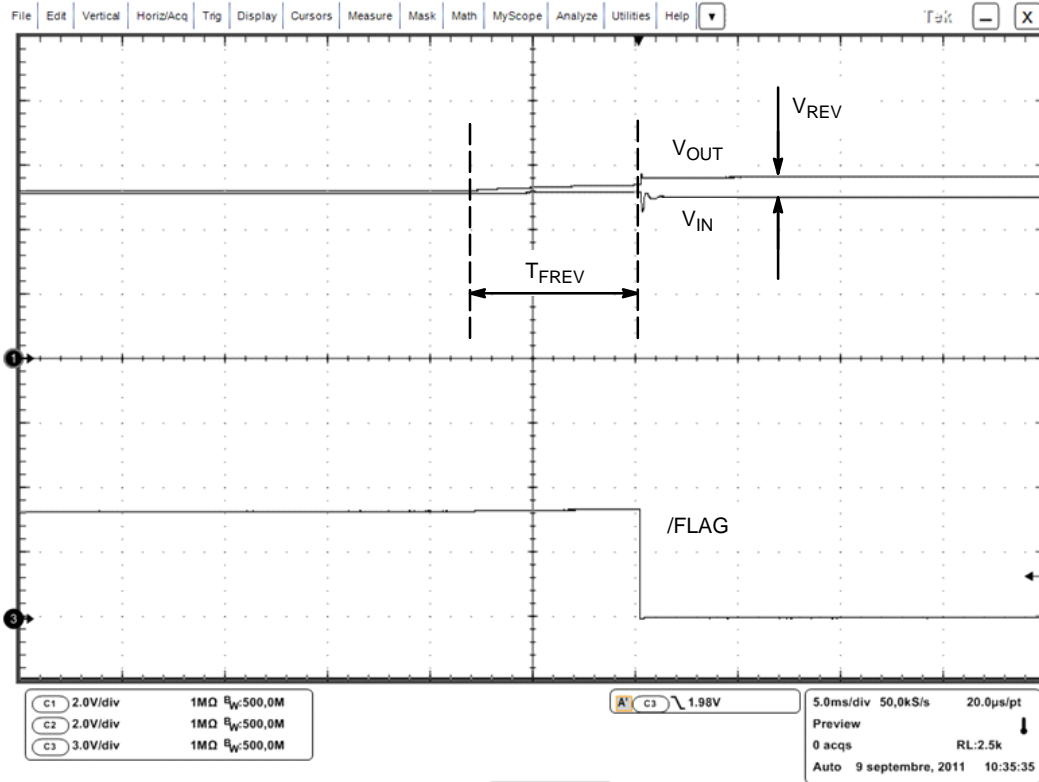 File Edit Vertical Horiz/Acq Trig Display Cursors Measure Mask Math MyScope Analyze Utilities Help Tek X
VREV
VOUT
VIN
TFREV
1
/FLAG
3
C1 2.0V/div 1MΩ BW:500,0M
C2 2.0V/div 1MΩ BW:500,0M
C3 3.0V/div 1MΩ BW:500,0M
A' C3 1.98V
5.0ms/div 50,0kS/s 20.0µs/pt
Preview
0 acqs RL:2.5k
Auto 9 septembre, 2011 10:35:35